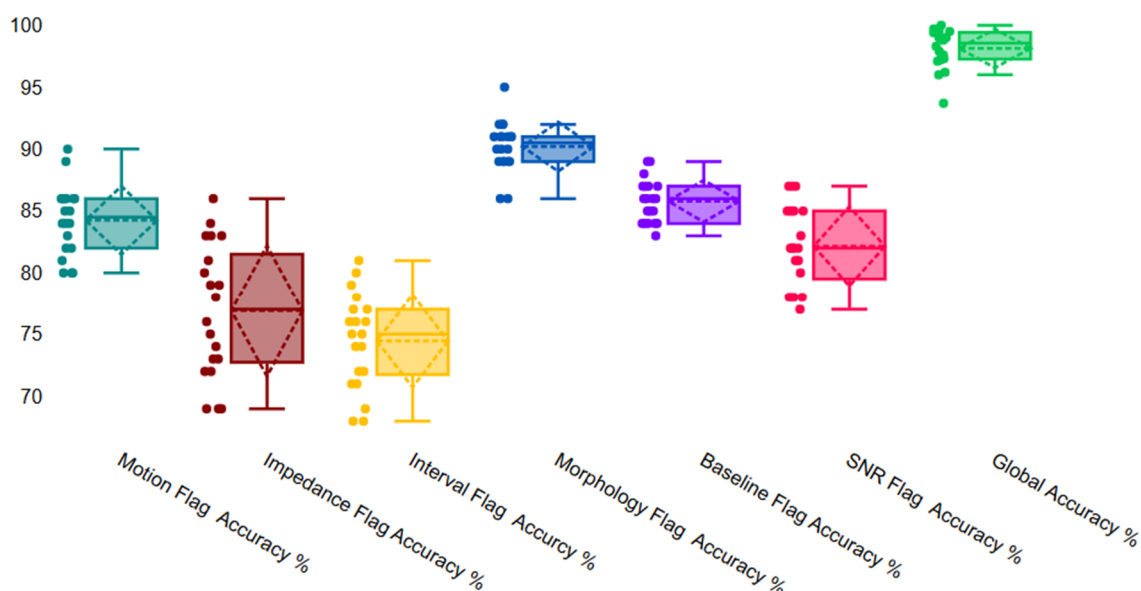 100
95
90
85
80
75
70
Motion Flag Accuracy %
Impedance Flag Accuracy %
Interval Flag Accurcy %
Morphology Flag Accuracy %
Baseline Flag Accuracy %
SNR Flag Accuracy %
Global Accuracy %